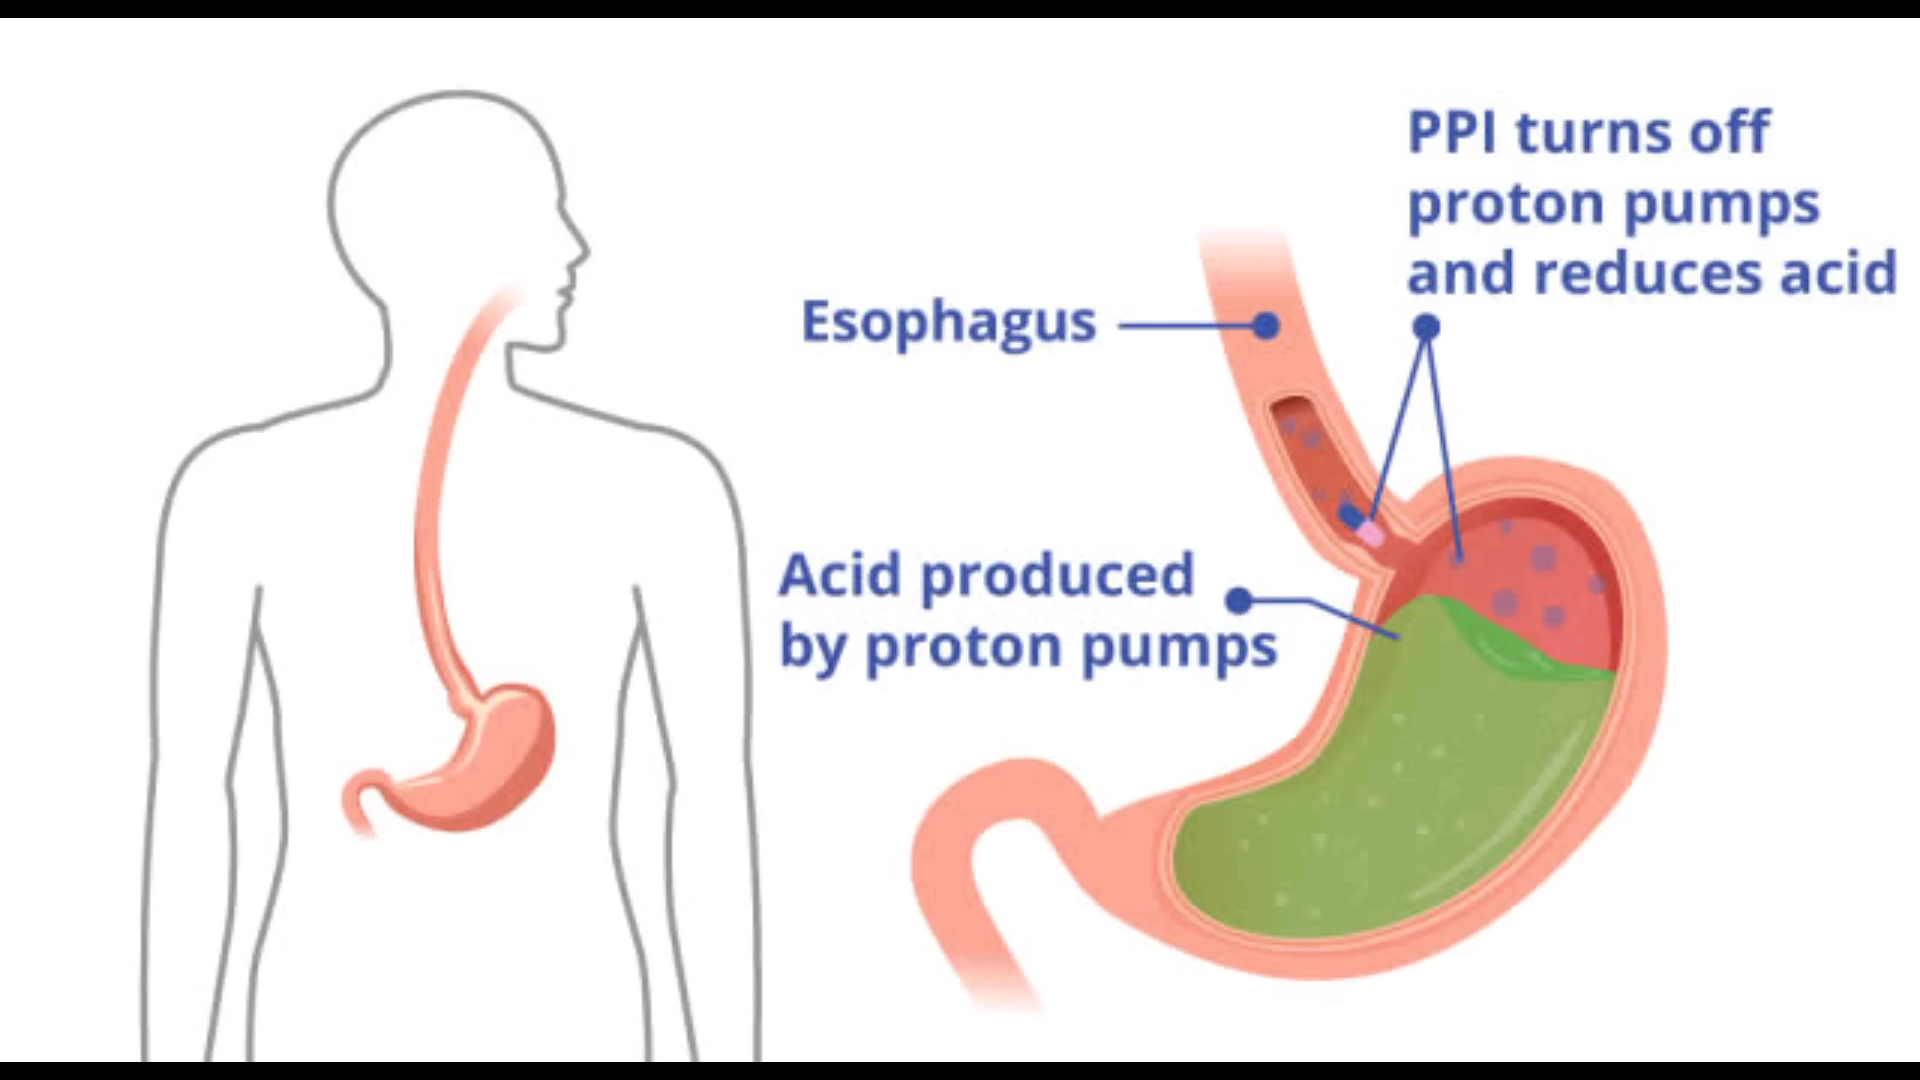 PPI turns off
proton pumps
and reduces acid
Esophagus
Acid produced
by proton pumps